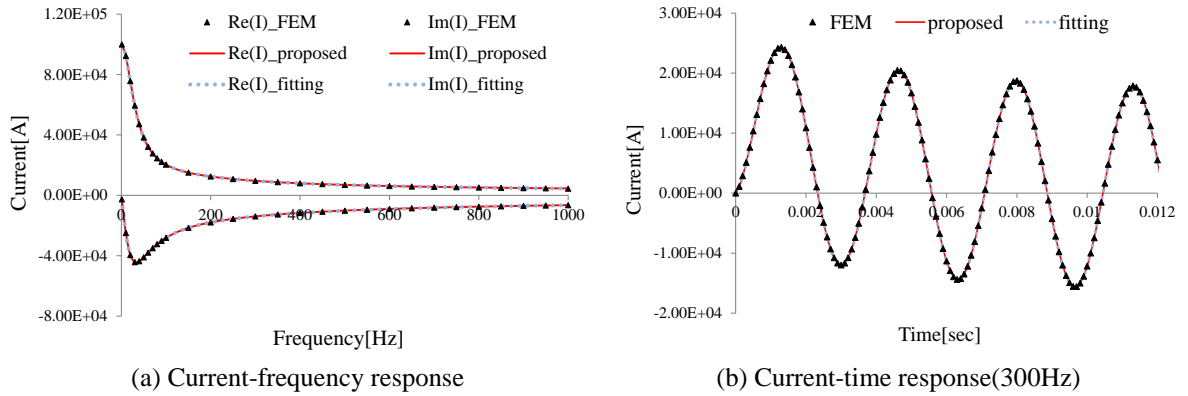 1.20E+05
8.00E+04
4.00E+04
0.00E+00
-4.00E+04
-8.00E+04
Current[A]
Re(I)_FEM Im(I)_FEM
Re(I)_proposed Im(I)_proposed
Re(I)_fitting Im(I)_fitting
0 200 400 600 800 1000
Frequency[Hz]
(a) Current-frequency response
3.00E+04
2.00E+04
1.00E+04
0.00E+00
-1.00E+04
-2.00E+04
Current[A]
FEM proposed fitting
0 0.002 0.004 0.006 0.008 0.01 0.012
Time[sec]
(b) Current-time response(300Hz)